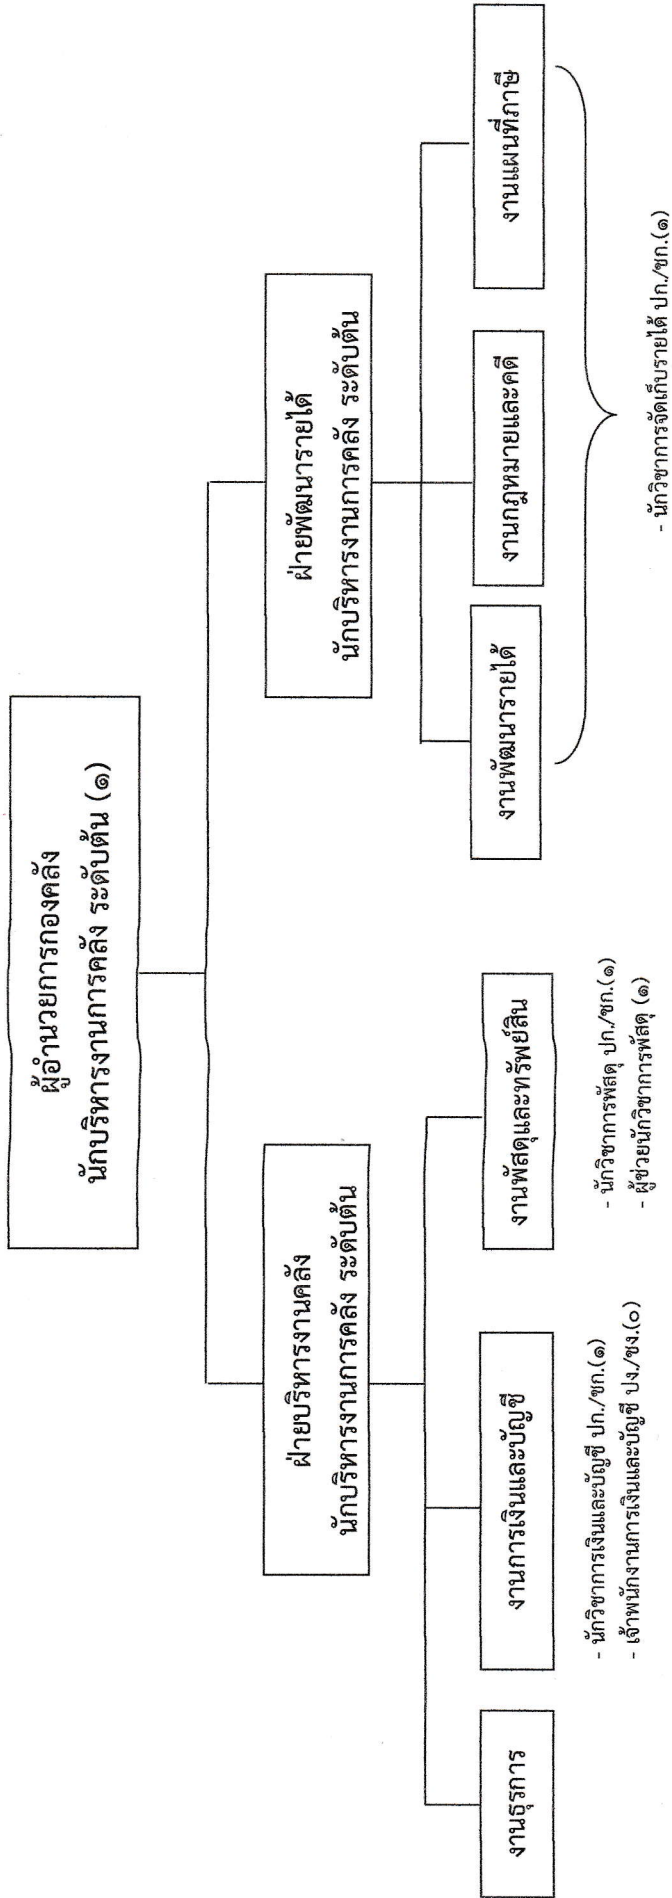 ผู้อำนวยการกองคลัง
นักบริหารงานการคลัง ระดับต้น (๑)
ฝ่ายบริหารงานคลัง
นักบริหารงานการคลัง ระดับต้น
ฝ่ายพัฒนารายได้
นักบริหารงานการคลัง ระดับต้น
งานธุรการ
งานการเงินและบัญชี
งานพัสดุและทรัพย์สิน
งานพัฒนารายได้
งานกฎหมายและคดี
งานแผนที่ภาษี
- นักวิชาการเงินและบัญชี ปก./ชก.(๑)
- เจ้าพนักงานการเงินและบัญชี ปง./ชง.(๐)
- นักวิชาการพัสดุ ปก./ชก.(๑)
- ผู้ช่วยนักวิชาการพัสดุ (๑)
- นักวิชาการจัดเก็บรายได้ ปก./ชก.(๑)